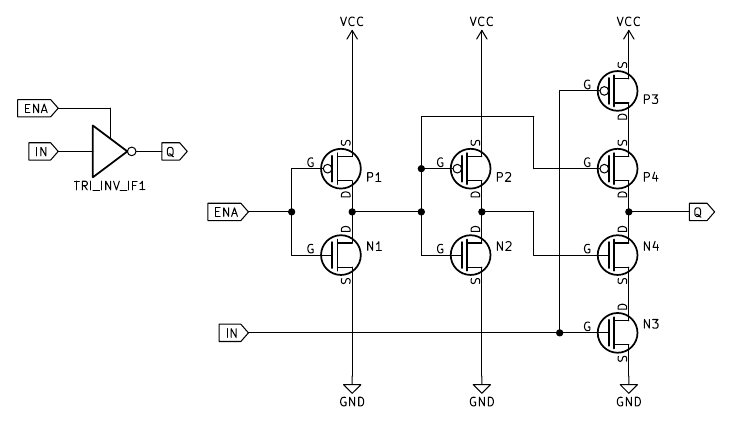 VCC VCC VCC
S
ENA G P3
IN Q D
S S S
TRI_INV_IF1 G P1 G P2 G P4
D D D
ENA Q
D D D
G N1 G N2 G N4
S S S
D
IN G N3
S
GND GND GND